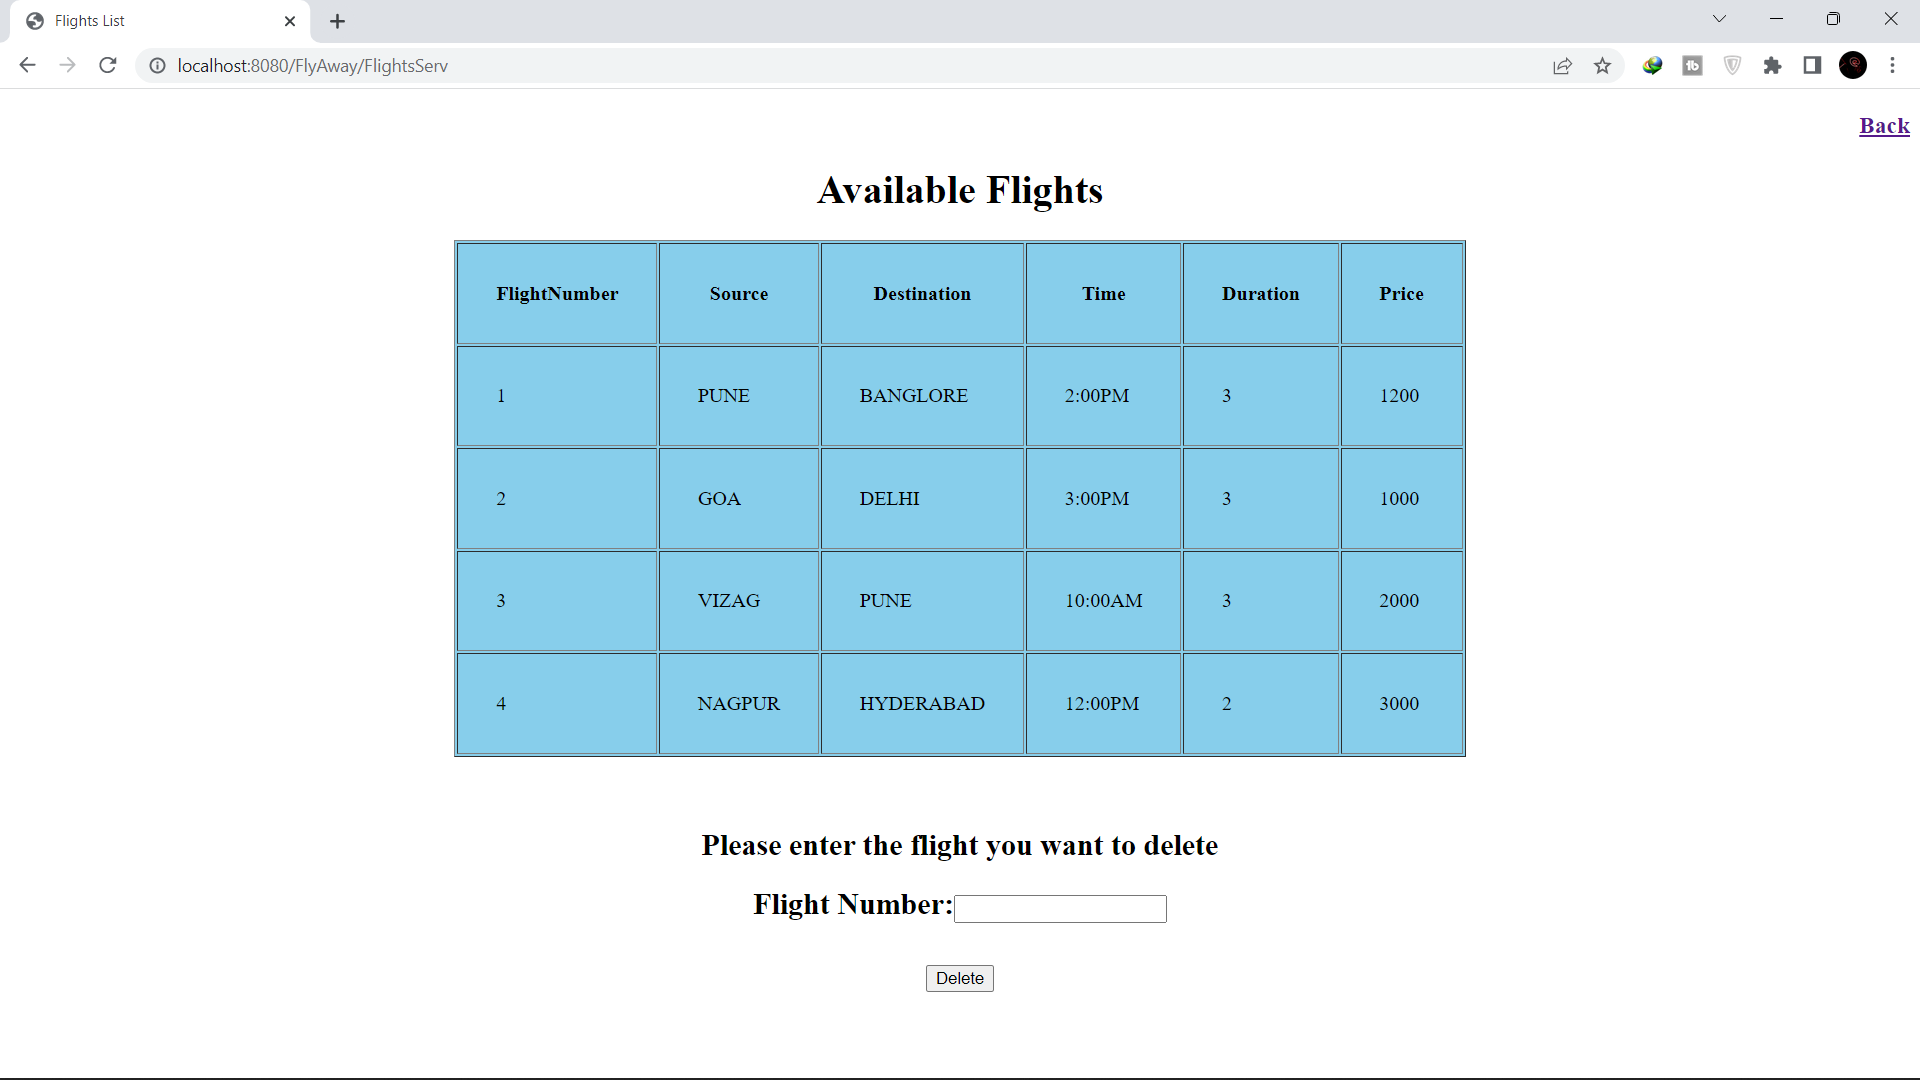 Flights List
localhost:8080/FlyAway/FlightsServ
Back
Available Flights
FlightNumber Source Destination Time Duration Price
1 PUNE BANGLORE 2:00PM 3 1200
2 GOA DELHI 3:00PM 3 1000
3 VIZAG PUNE 10:00AM 3 2000
4 NAGPUR HYDERABAD 12:00PM 2 3000
Please enter the flight you want to delete
Flight Number:
Delete